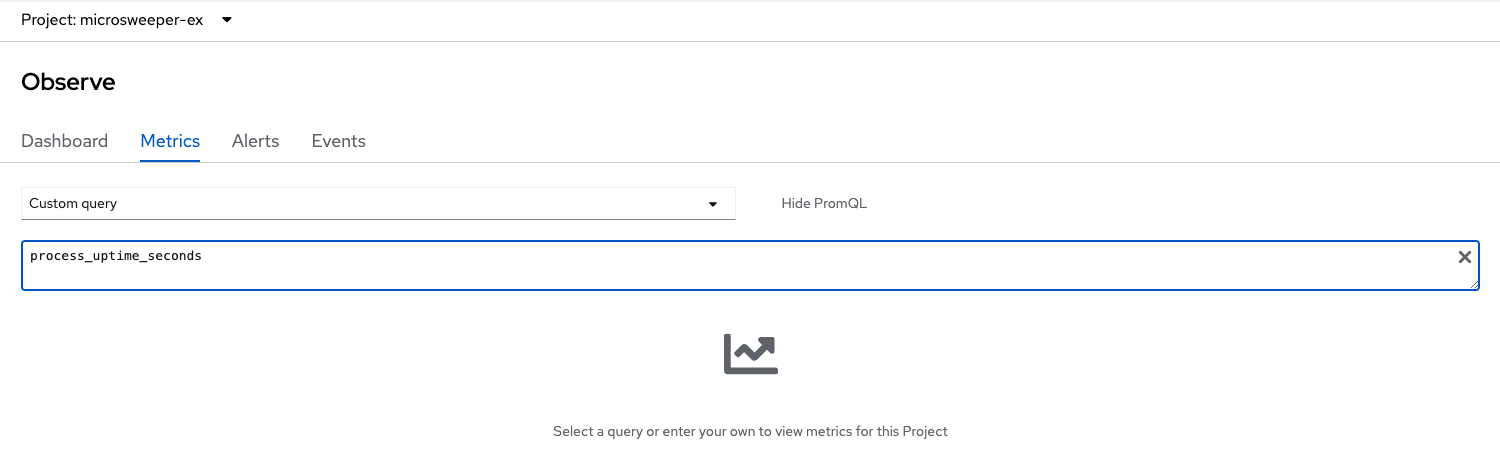 Project: microsweeper-ex
Observe
Dashboard Metrics Alerts Events
Custom query Hide PromQL
process_uptime_seconds
Select a query or enter your own to view metrics for this Project